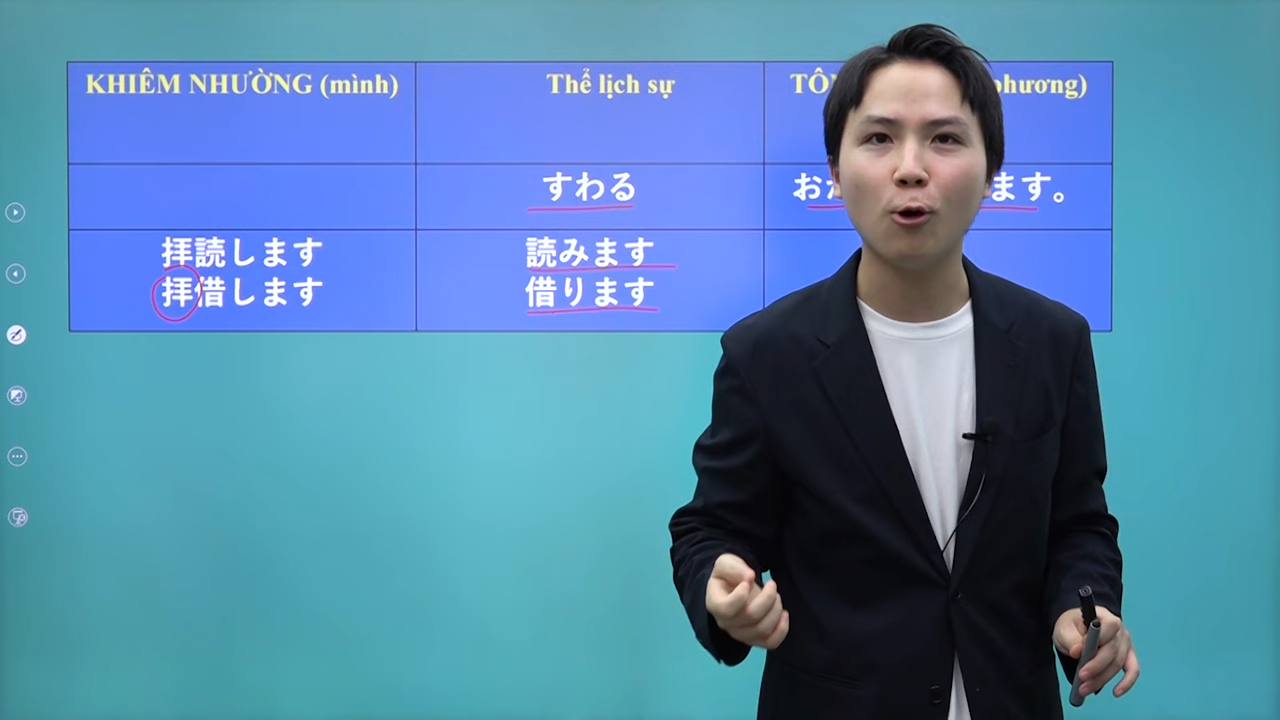 KHIÊM NHƯỜNG (mình)
Thể lịch sự
TÔN phương)
すわる
お ます。
拝読します
拝借します
読みます
借ります